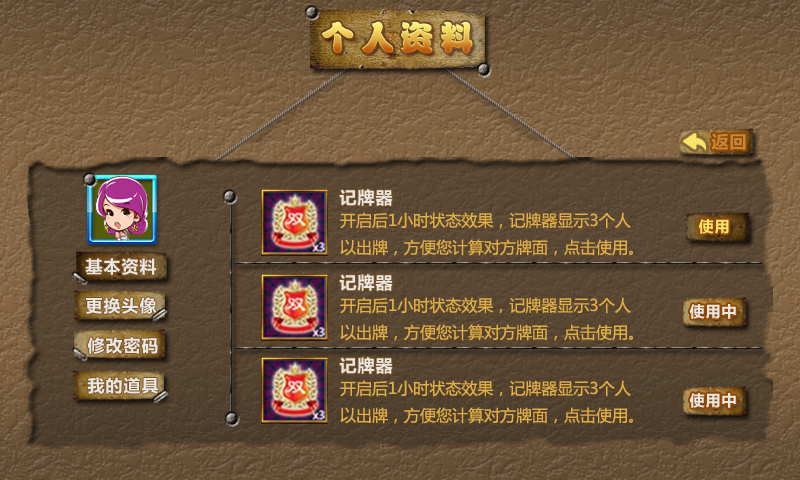 个人资料
返回
基本资料
更换头像
修改密码
我的道具
双
x3
记牌器
开启后1小时状态效果，记牌器显示3个人
以出牌，方便您计算对方牌面，点击使用。
使用
双
x3
记牌器
开启后1小时状态效果，记牌器显示3个人
以出牌，方便您计算对方牌面，点击使用。
使用中
双
x3
记牌器
开启后1小时状态效果，记牌器显示3个人
以出牌，方便您计算对方牌面，点击使用。
使用中